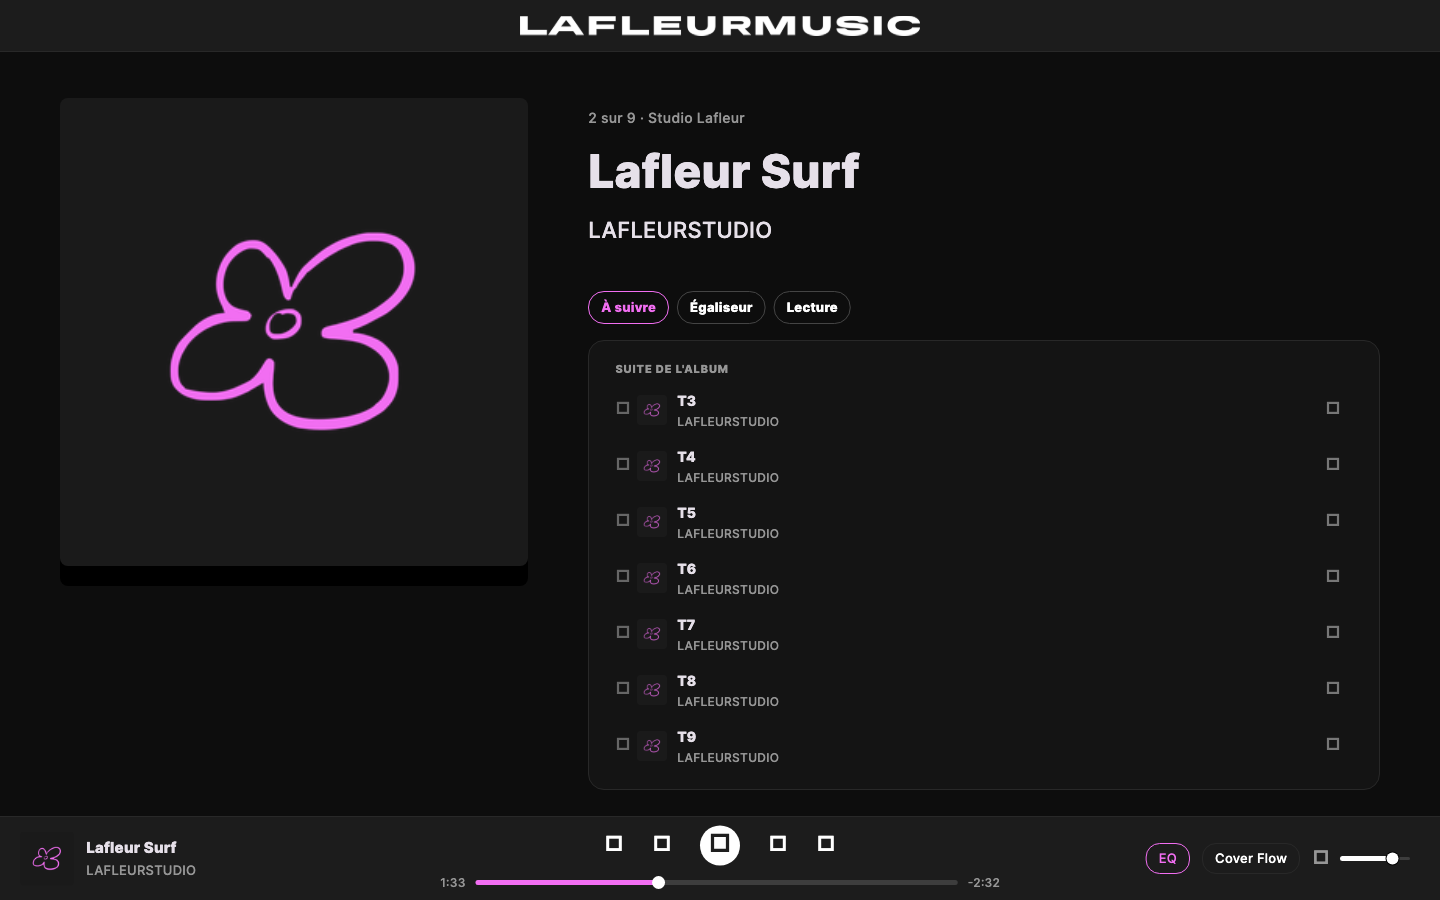 LAFLEURMUSIC
2 sur 9 · Studio Lafleur
Lafleur Surf
LAFLEURSTUDIO
À suivre
Égaliseur
Lecture
SUITE DE L'ALBUM
T3
LAFLEURSTUDIO
T4
LAFLEURSTUDIO
T5
LAFLEURSTUDIO
T6
LAFLEURSTUDIO
T7
LAFLEURSTUDIO
T8
LAFLEURSTUDIO
T9
LAFLEURSTUDIO
Lafleur Surf
LAFLEURSTUDIO
1:33
-2:32
EQ
Cover Flow